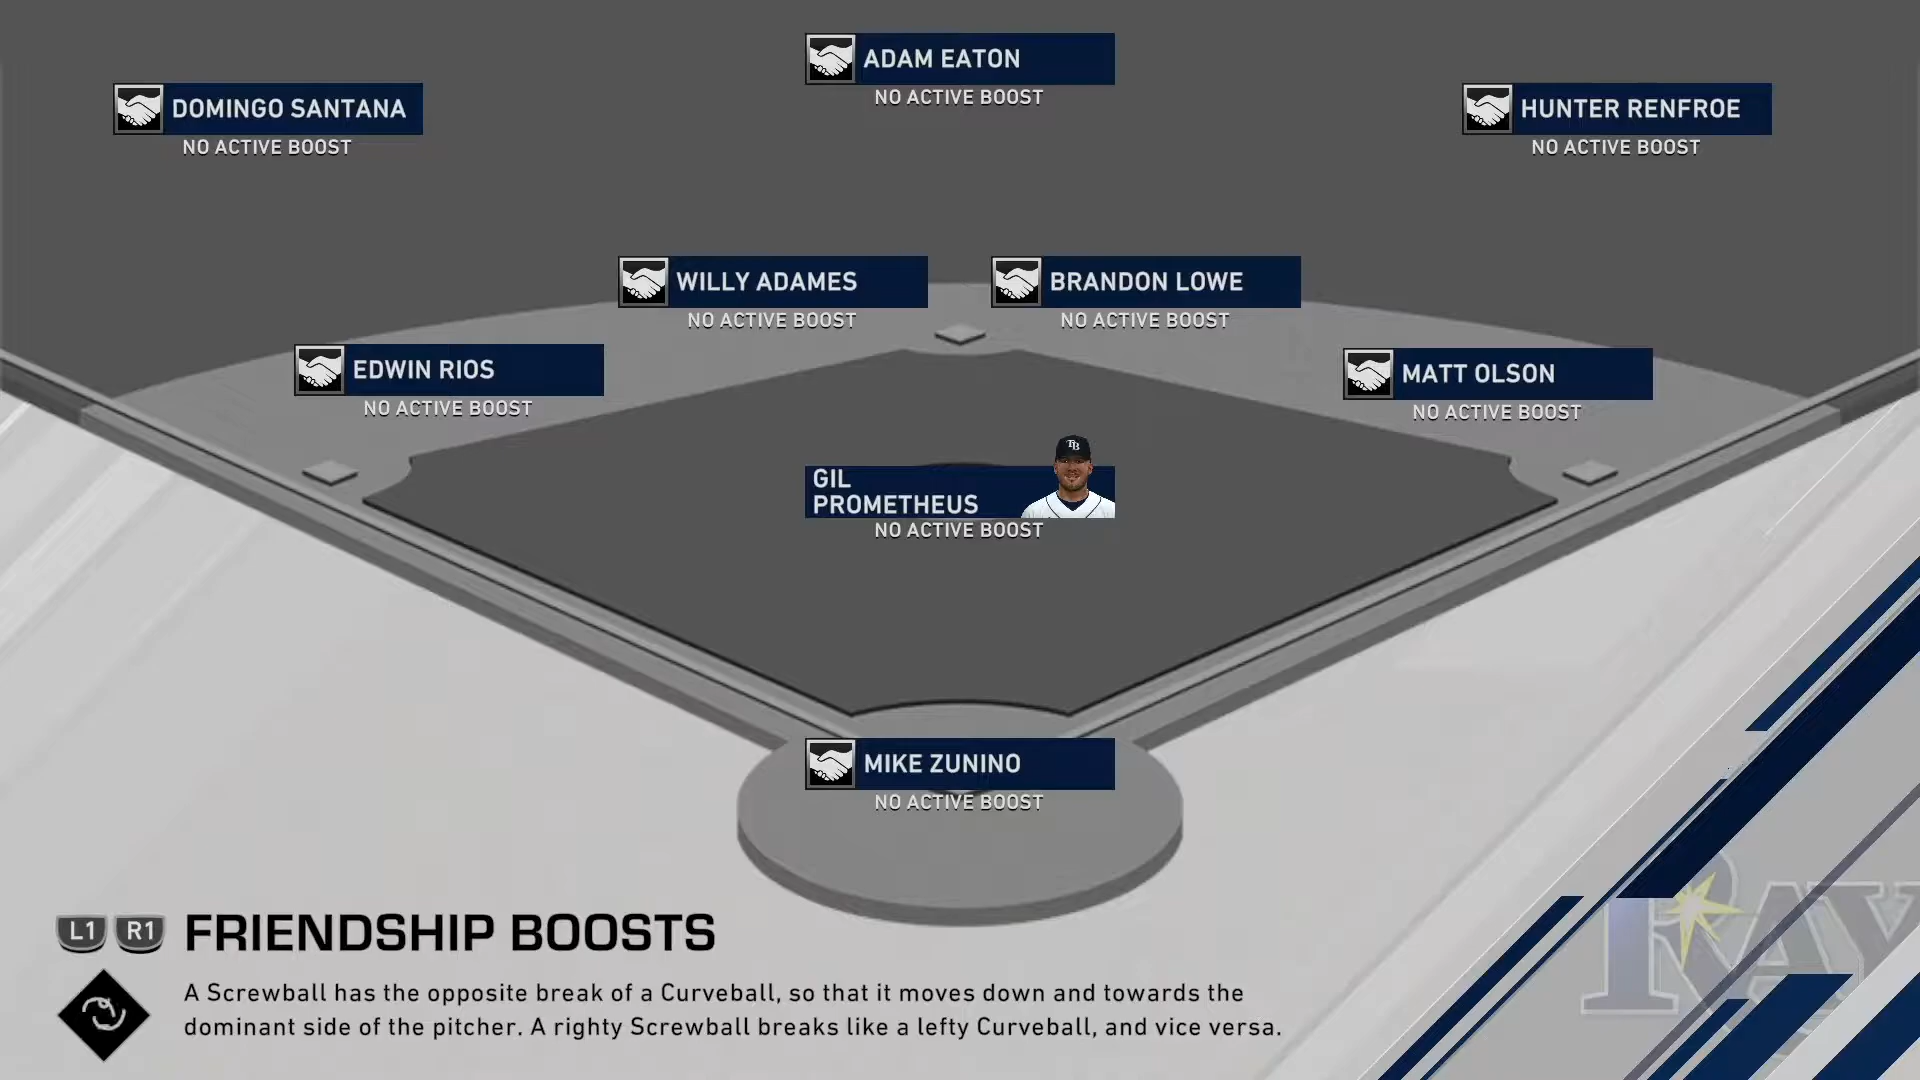 ADAM EATON
NO ACTIVE BOOST
DOMINGO SANTANA
NO ACTIVE BOOST
HUNTER RENFROE
NO ACTIVE BOOST
WILLY ADAMES
NO ACTIVE BOOST
BRANDON LOWE
NO ACTIVE BOOST
EDWIN RIOS
NO ACTIVE BOOST
MATT OLSON
NO ACTIVE BOOST
TB
GIL
PROMETHEUS
NO ACTIVE BOOST
MIKE ZUNINO
NO ACTIVE BOOST
L1 R1 FRIENDSHIP BOOSTS
A Screwball has the opposite break of a Curveball, so that it moves down and towards the
dominant side of the pitcher. A righty Screwball breaks like a lefty Curveball, and vice versa.
RAY